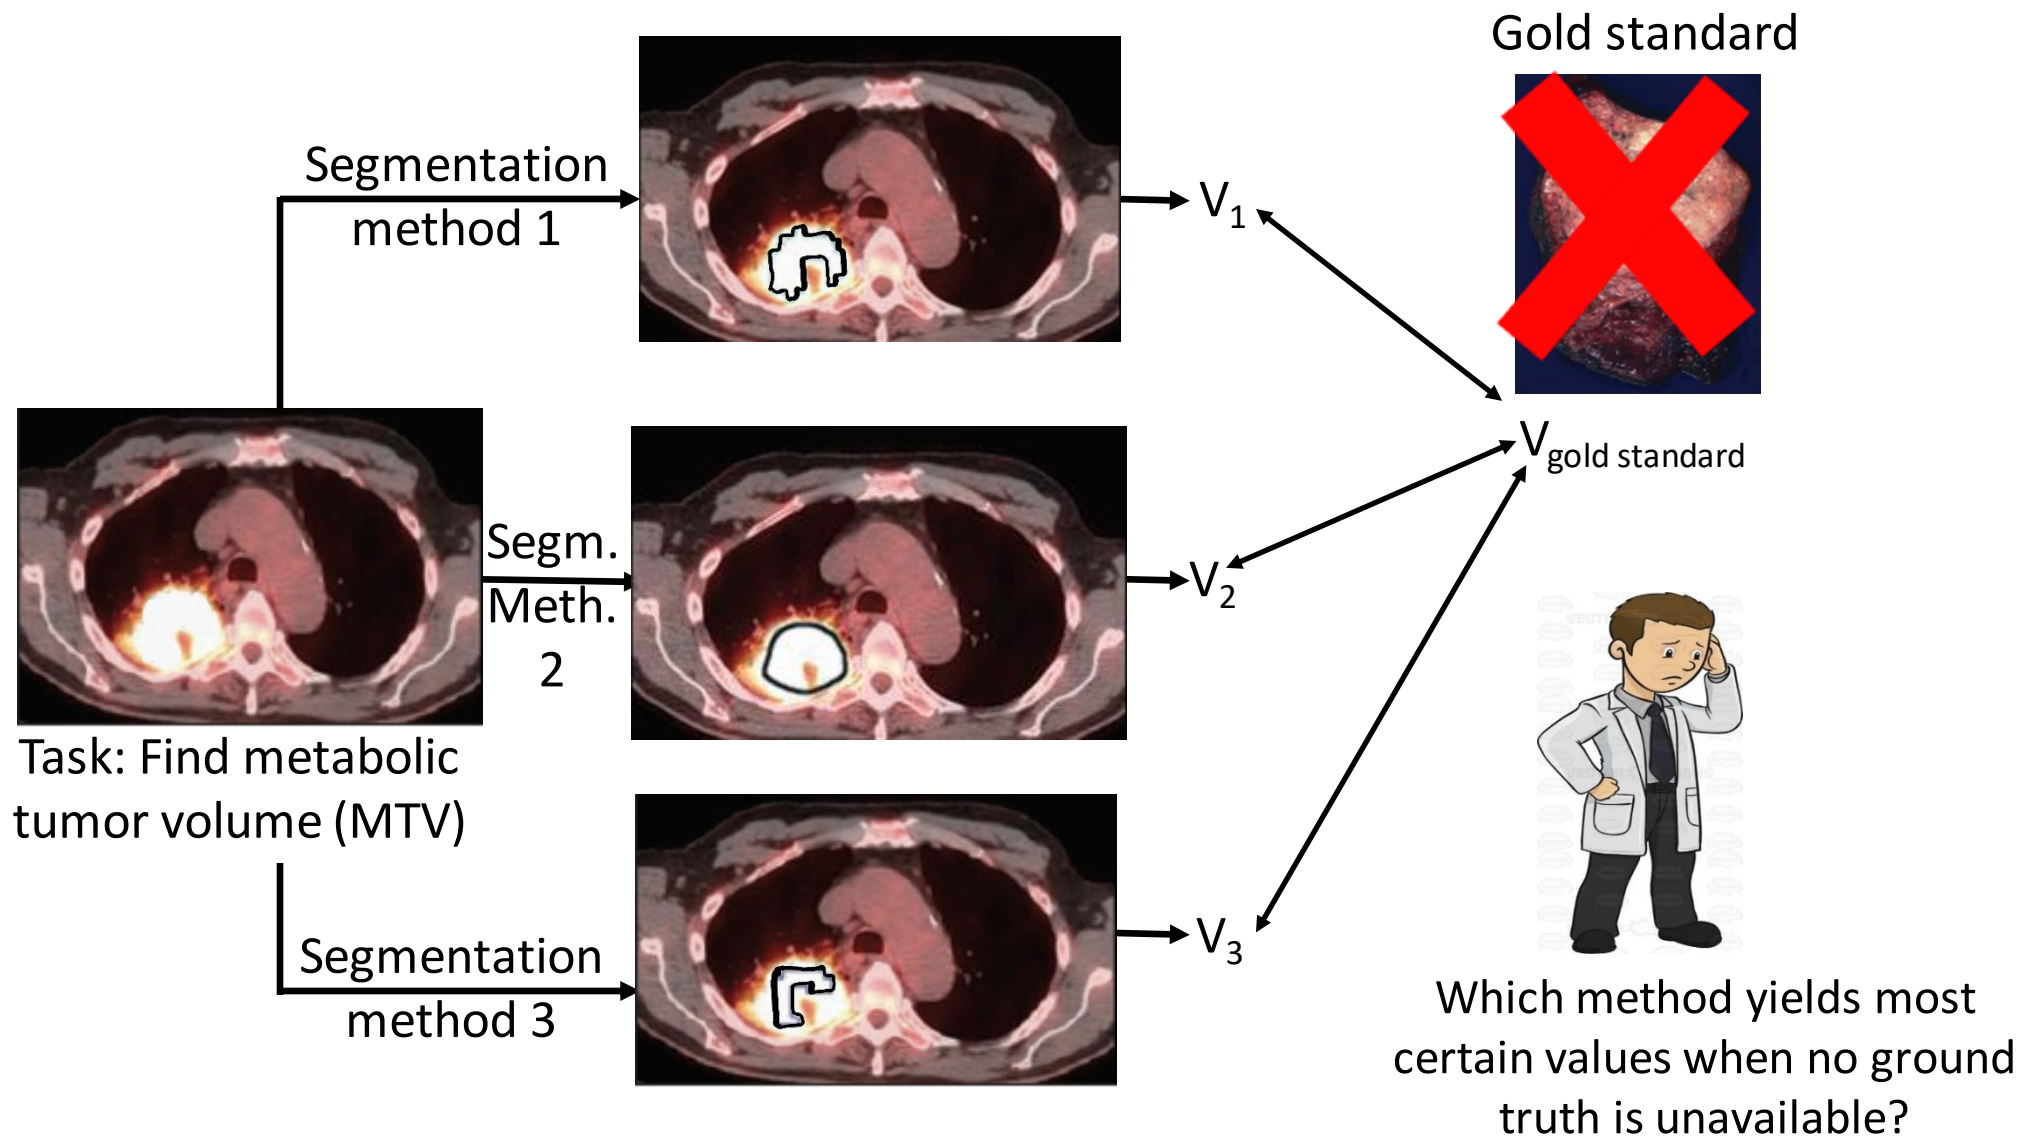 Gold standard
Segmentation
method 1
V1
Vgold standard
Segm.
Meth.
2
V2
Task: Find metabolic
tumor volume (MTV)
Segmentation
method 3
V3
Which method yields most
certain values when no ground
truth is unavailable?